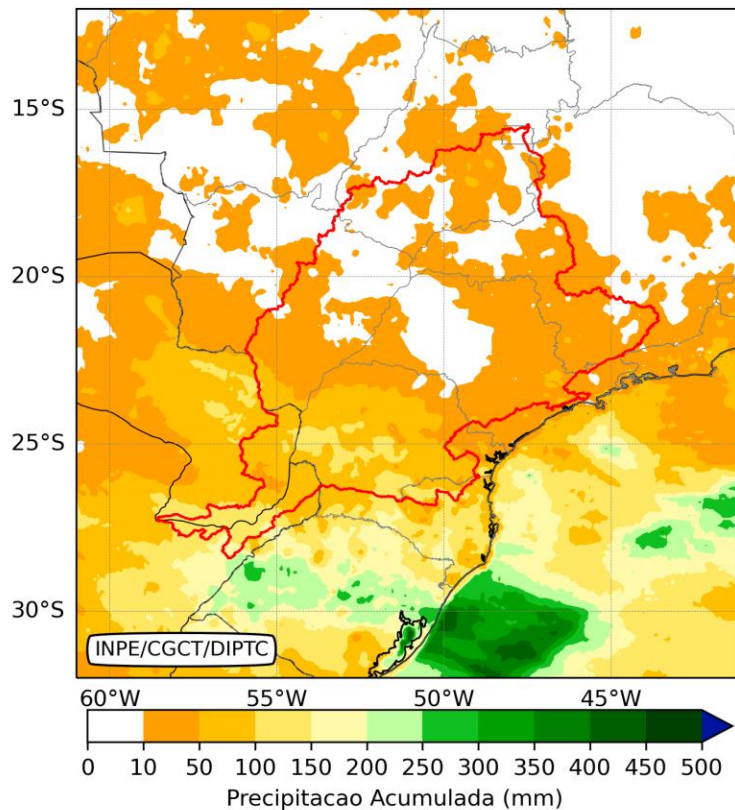 15°S
20°S
25°S
30°S
INPE/CGCT/DIPTC
60°W 55°W 50°W 45°W
0 10 50 100 150 200 250 300 350 400 450 500
Precipitacao Acumulada (mm)